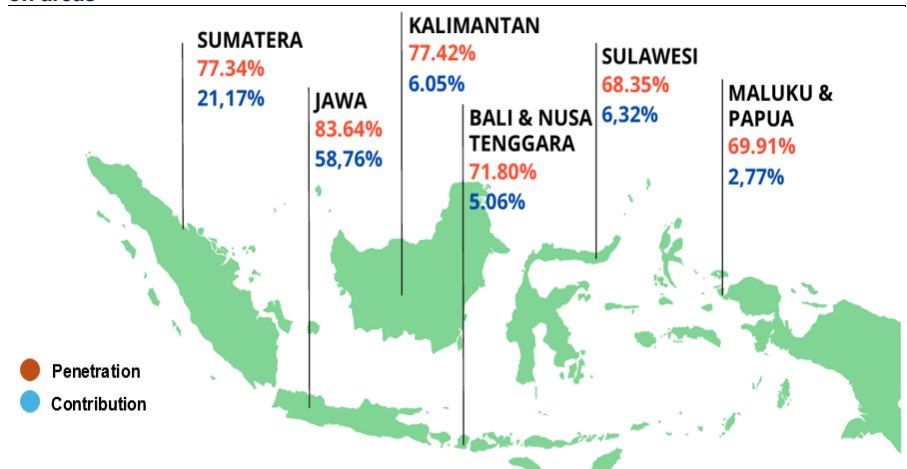 SUMATERA
77.34%
21,17%
JAWA
83.64%
58,76%
KALIMANTAN
77.42%
6.05%
BALI & NUSA
TENGGARA
71.80%
5.06%
SULAWESI
68.35%
6,32%
MALUKU &
PAPUA
69.91%
2,77%
Penetration
Contribution